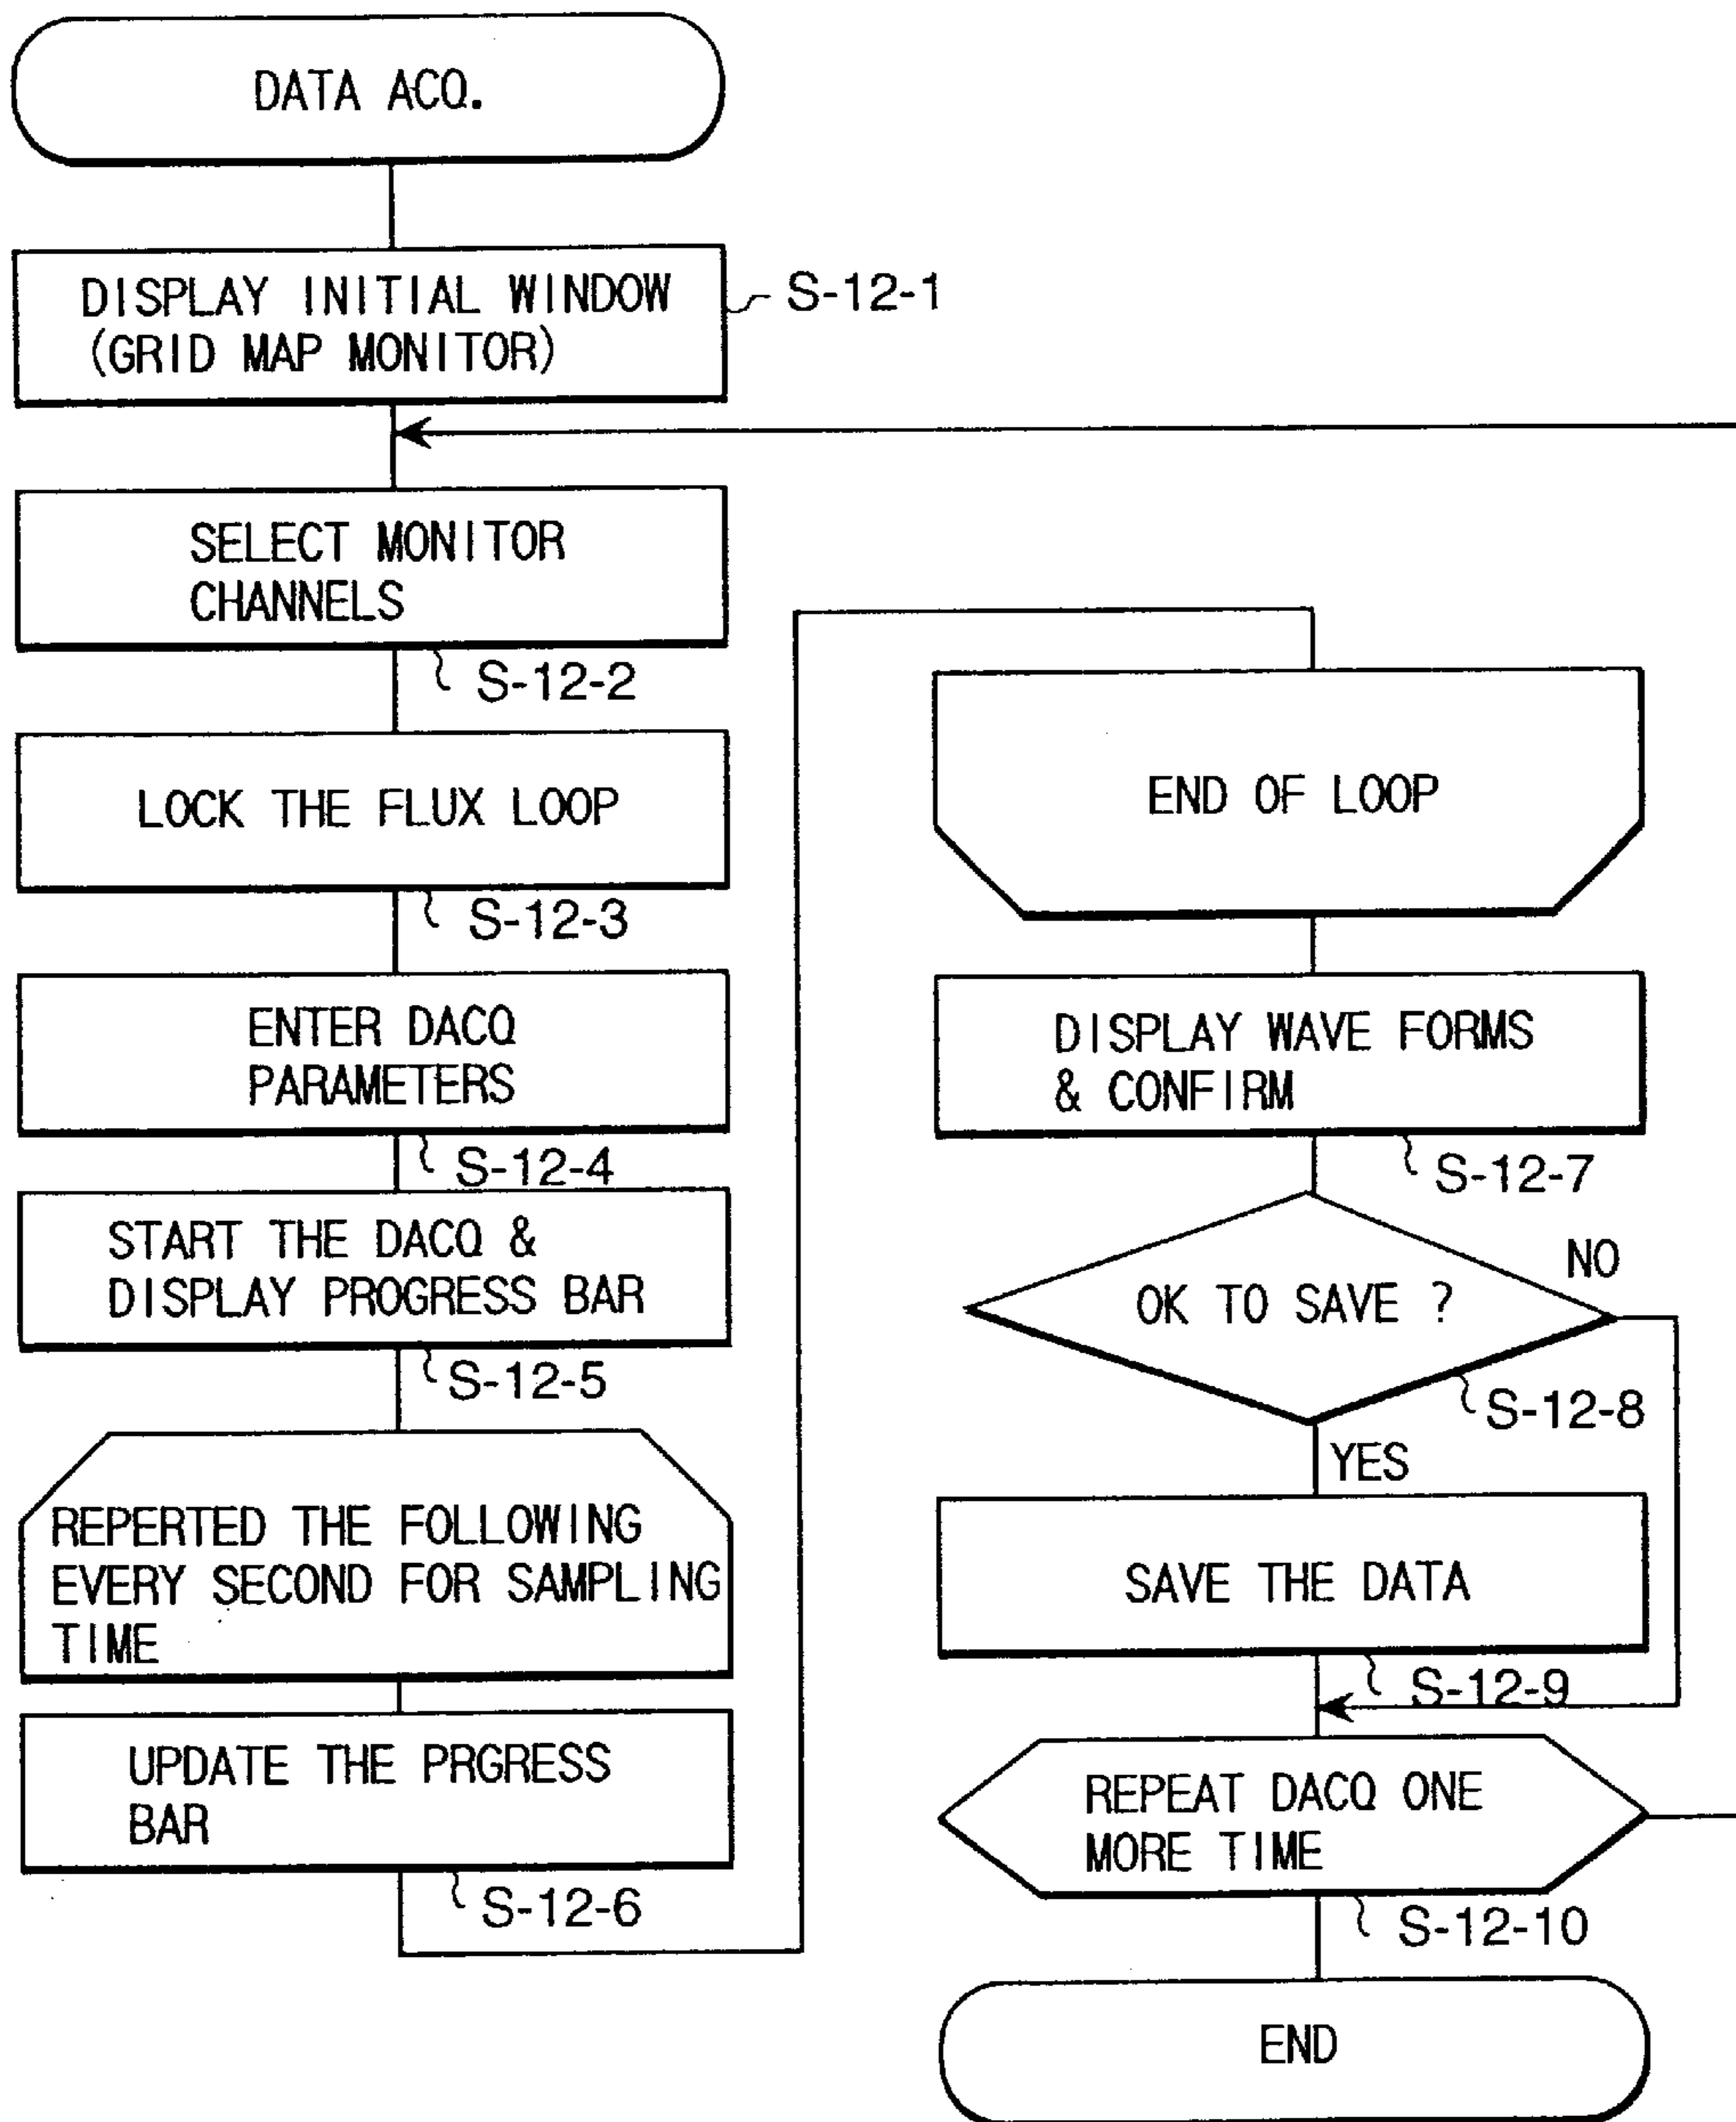 DATA ACQ.
DISPLAY INITIAL WINDOW
(GRID MAP MONITOR)
S-12-1
SELECT MONITOR
CHANNELS
S-12-2
LOCK THE FLUX LOOP
S-12-3
ENTER DACQ
PARAMETERS
S-12-4
START THE DACQ &
DISPLAY PROGRESS BAR
S-12-5
REPERTED THE FOLLOWING
EVERY SECOND FOR SAMPLING
TIME
UPDATE THE PRGRESS
BAR
S-12-6
END OF LOOP
DISPLAY WAVE FORMS
& CONFIRM
S-12-7
OK TO SAVE ?
NO
S-12-8
YES
SAVE THE DATA
S-12-9
REPEAT DACQ ONE
MORE TIME
S-12-10
END